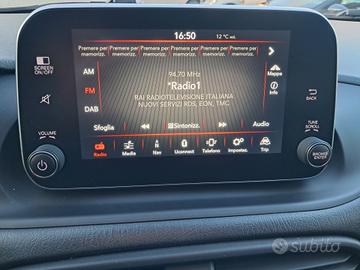 16:50 12 °C est.
Premere per memorizz. Premere per memorizz. Premere per memorizz. Premere per memorizz. Premere per memorizz. Premere per memorizz.
SCREEN ON/OFF
AM
FM
DAB
94.70 MHz
*Radio1
RAI RADIOTELEVISIONE ITALIANA
NUOVI SERVIZI RDS, EON, TMC
Mappa
Info
BACK
VOLUME
TUNE SCROLL
Sfoglia
Sintonizz.
Audio
Radio Media Nav Uconnect Telefono Impostaz. Trip
BROWSE ENTER
subito